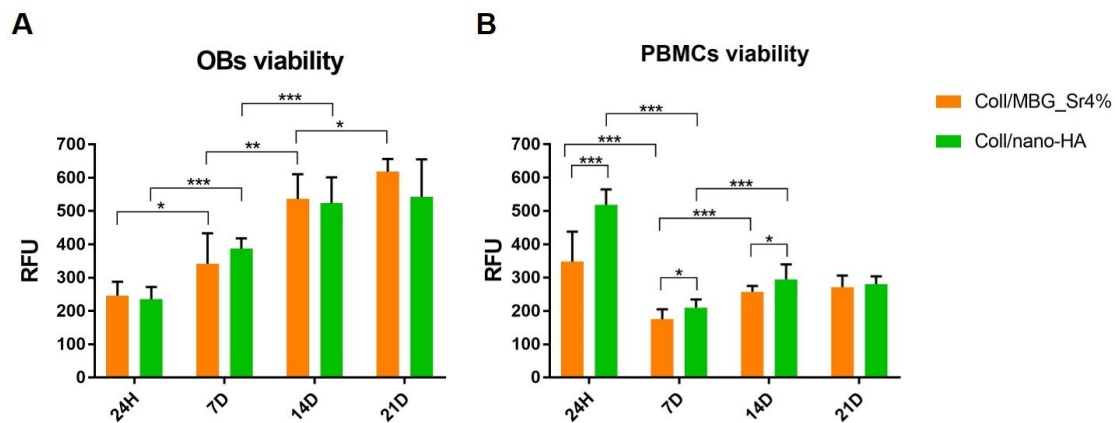 A
OBs viability
***
*
**
***
*
700
600
500
400
300
200
100
0
RFU
24H
7D
14D
21D
B
PBMCs viability
***
***
***
***
***
*
*
700
600
500
400
300
200
100
0
RFU
24H
7D
14D
21D
Coll/MBG_Sr4%
Coll/nano-HA